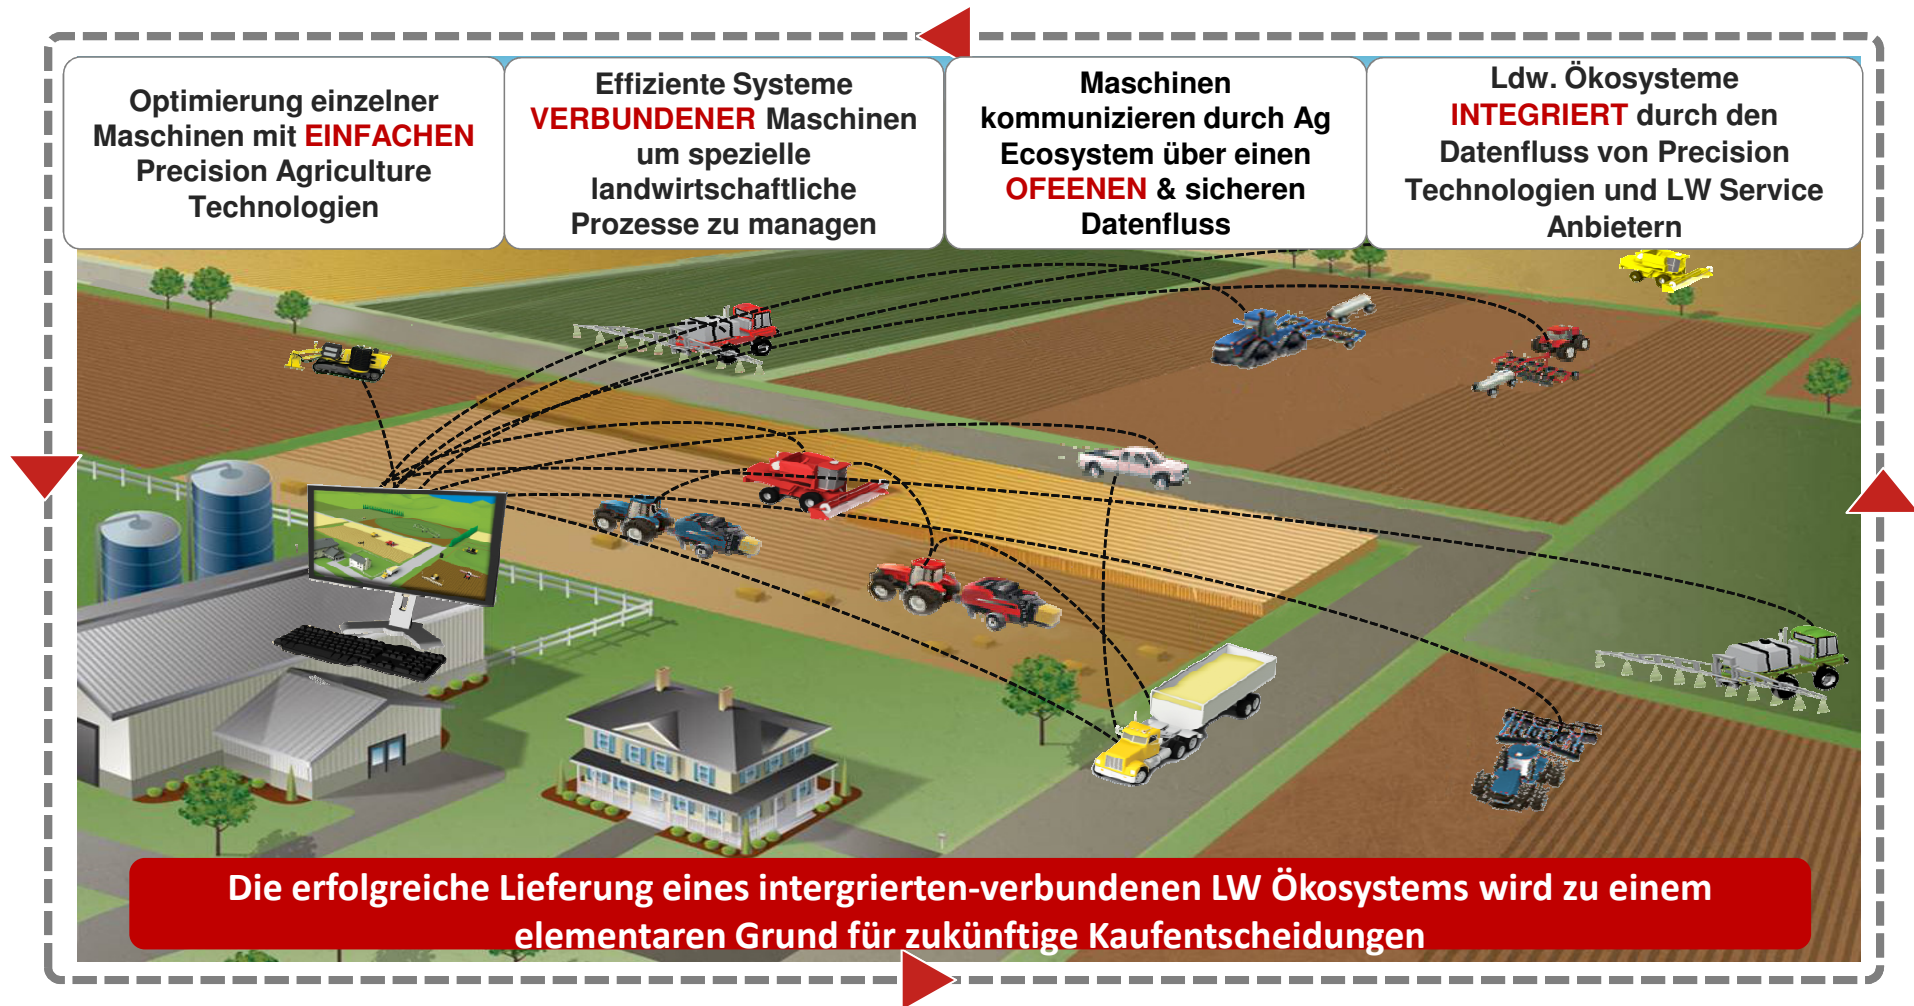 Optimierung einzelner
Maschinen mit EINFACHEN
Precision Agriculture
Technologien
Effiziente Systeme
VERBUNDENER Maschinen
um spezielle
landwirtschaftliche
Prozesse zu managen
Maschinen
kommunizieren durch Ag
Ecosystem über einen
OFEENEN & sicheren
Datenfluss
Ldw. Ökosysteme
INTEGRIERT durch den
Datenfluss von Precision
Technologien und LW Service
Anbietern
Die erfolgreiche Lieferung eines intergrierten-verbundenen LW Ökosystems wird zu einem
elementaren Grund für zukünftige Kaufentscheidungen